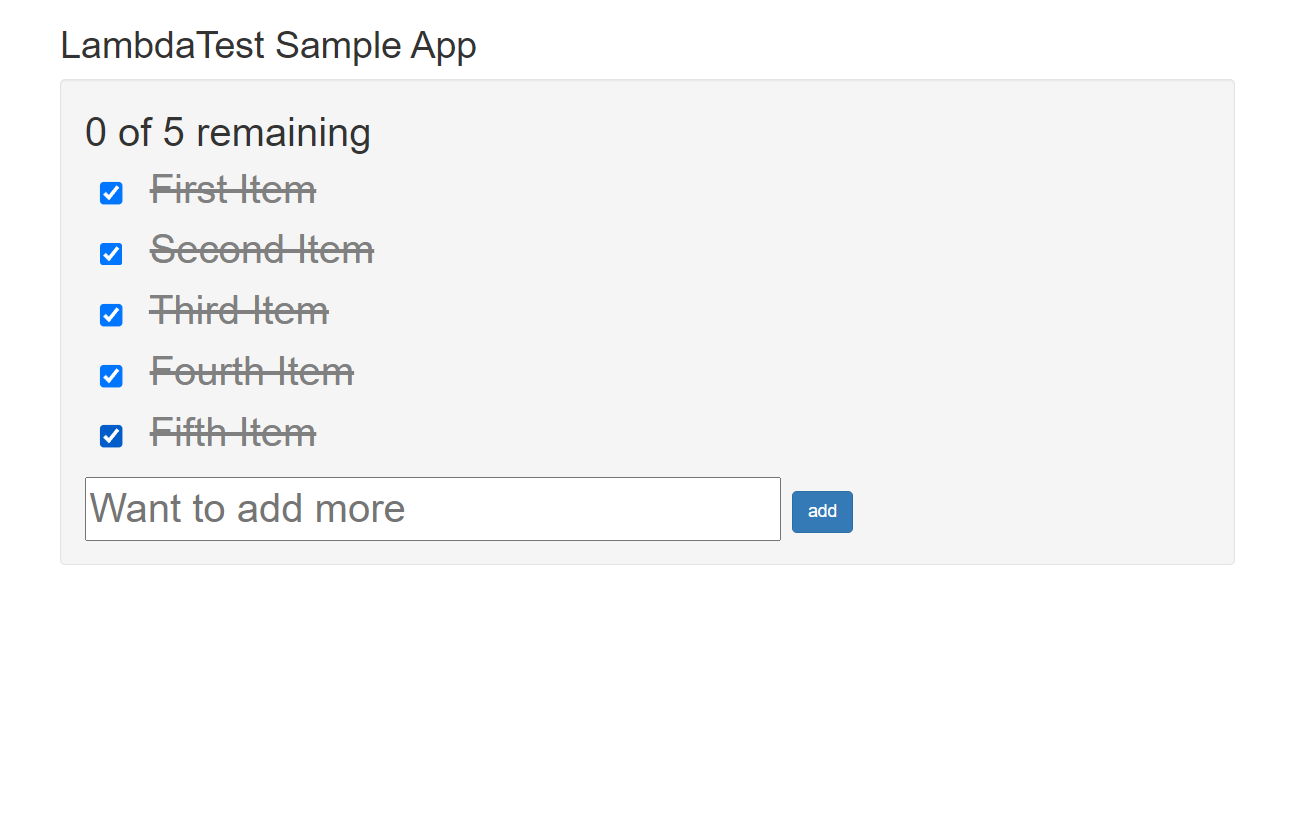 LambdaTest Sample App
0 of 5 remaining
First Item
Second Item
Third Item
Fourth Item
Fifth Item
Want to add more
add